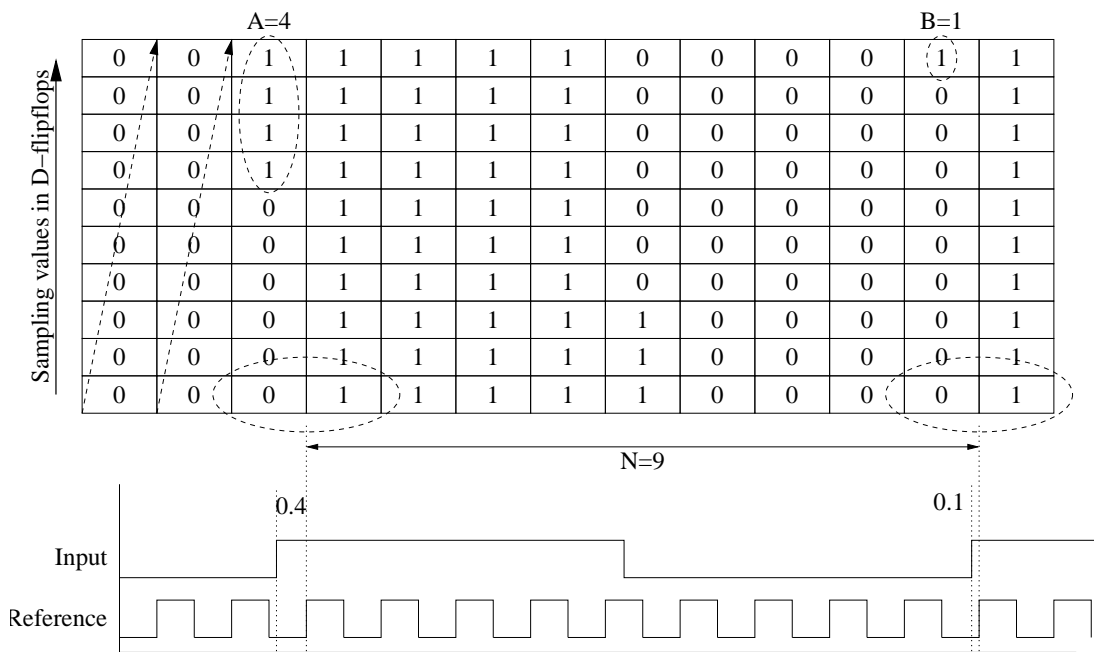 A=4 B=1
Sampling values in D-flipflops
0 0 1 1 1 1 1 0 0 0 0 1 1
0 0 1 1 1 1 1 0 0 0 0 0 1
0 0 1 1 1 1 1 0 0 0 0 0 1
0 0 1 1 1 1 1 0 0 0 0 0 1
0 0 0 1 1 1 1 0 0 0 0 0 1
0 0 0 1 1 1 1 0 0 0 0 0 1
0 0 0 1 1 1 1 0 0 0 0 0 1
0 0 0 1 1 1 1 1 0 0 0 0 1
0 0 0 1 1 1 1 1 0 0 0 0 1
0 0 0 1 1 1 1 1 0 0 0 0 1
N=9
0.4 0.1
Input
Reference